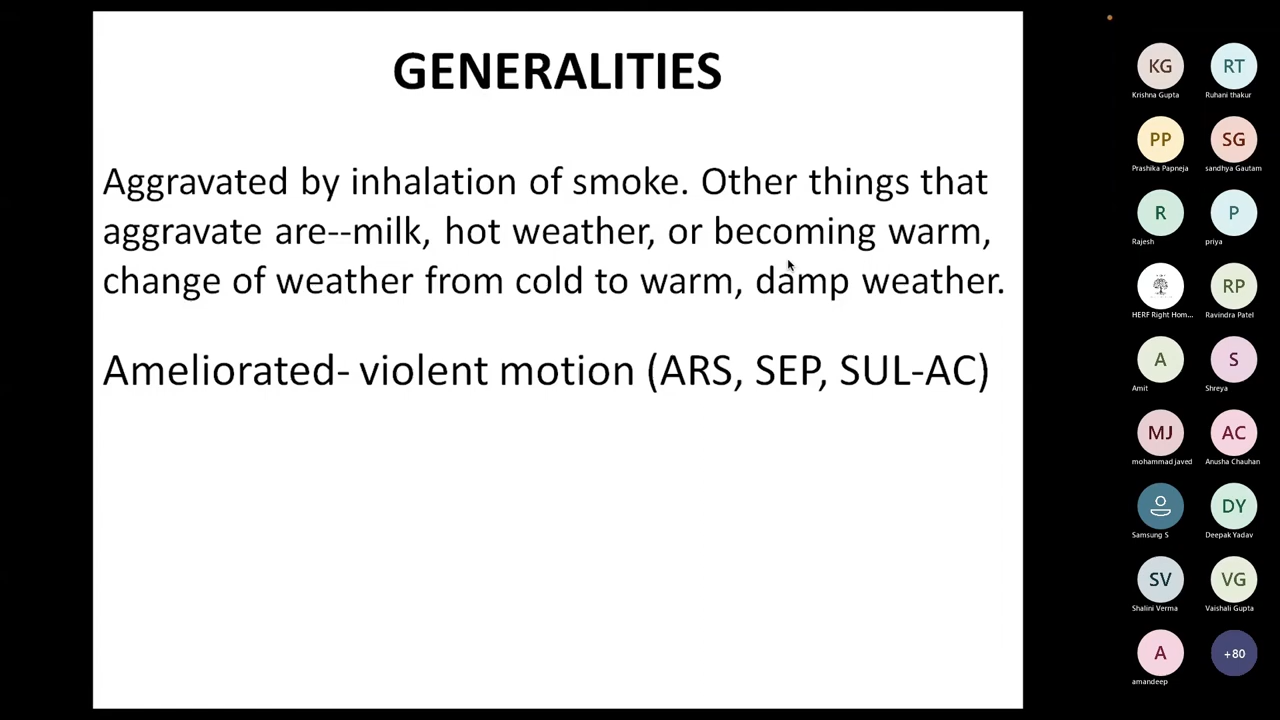 GENERALITIES
Aggravated by inhalation of smoke. Other things that
aggravate are--milk, hot weather, or becoming warm,
change of weather from cold to warm, damp weather.
Ameliorated- violent motion (ARS, SEP, SUL-AC)
KG RT
Krishna Gupta Ruhani thakur
PP SG
Prashika Papneja sandhya Gautam
R P
Rajesh priya
RP
HERF Right Hom... Ravindra Patel
A S
Amit Shreya
MJ AC
mohammad javed Anusha Chauhan
DY
Samsung S Deepak Yadav
SV VG
Shalini Verma Vaishali Gupta
A +80
amandeep